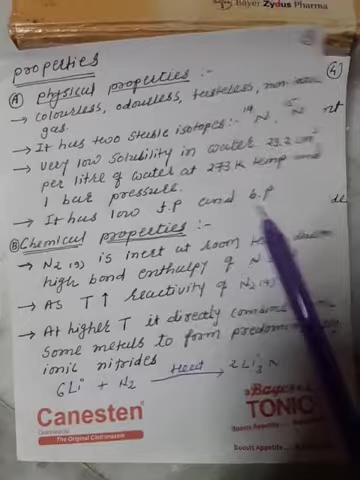 Bayer Zydus Pharma
Properties
(4)
(A) Physical properties :-
→ Colourless, odourless, tasteless, non-
gas.
→ It has two stable isotopes: ¹⁴N, ¹⁵N
→ Very low solubility in water 23.2 cm³
per litre of water at 273 K temp and
1 bar pressure.
→ It has low f.p and b.p
(B) Chemical properties :-
→ N₂(g) is inert at room
high bond enthalpy of N
→ As T ↑ reactivity of N₂(g)
→ At higher T it directly combine
some metals to form predominantly
ionic nitrides
6Li + N₂ Heat → 2Li₃N
Canesten
Clotrimazole
The Original Clotrimazole
Bayer's
TONIC
Boosts Appetite
Boosts Appetite